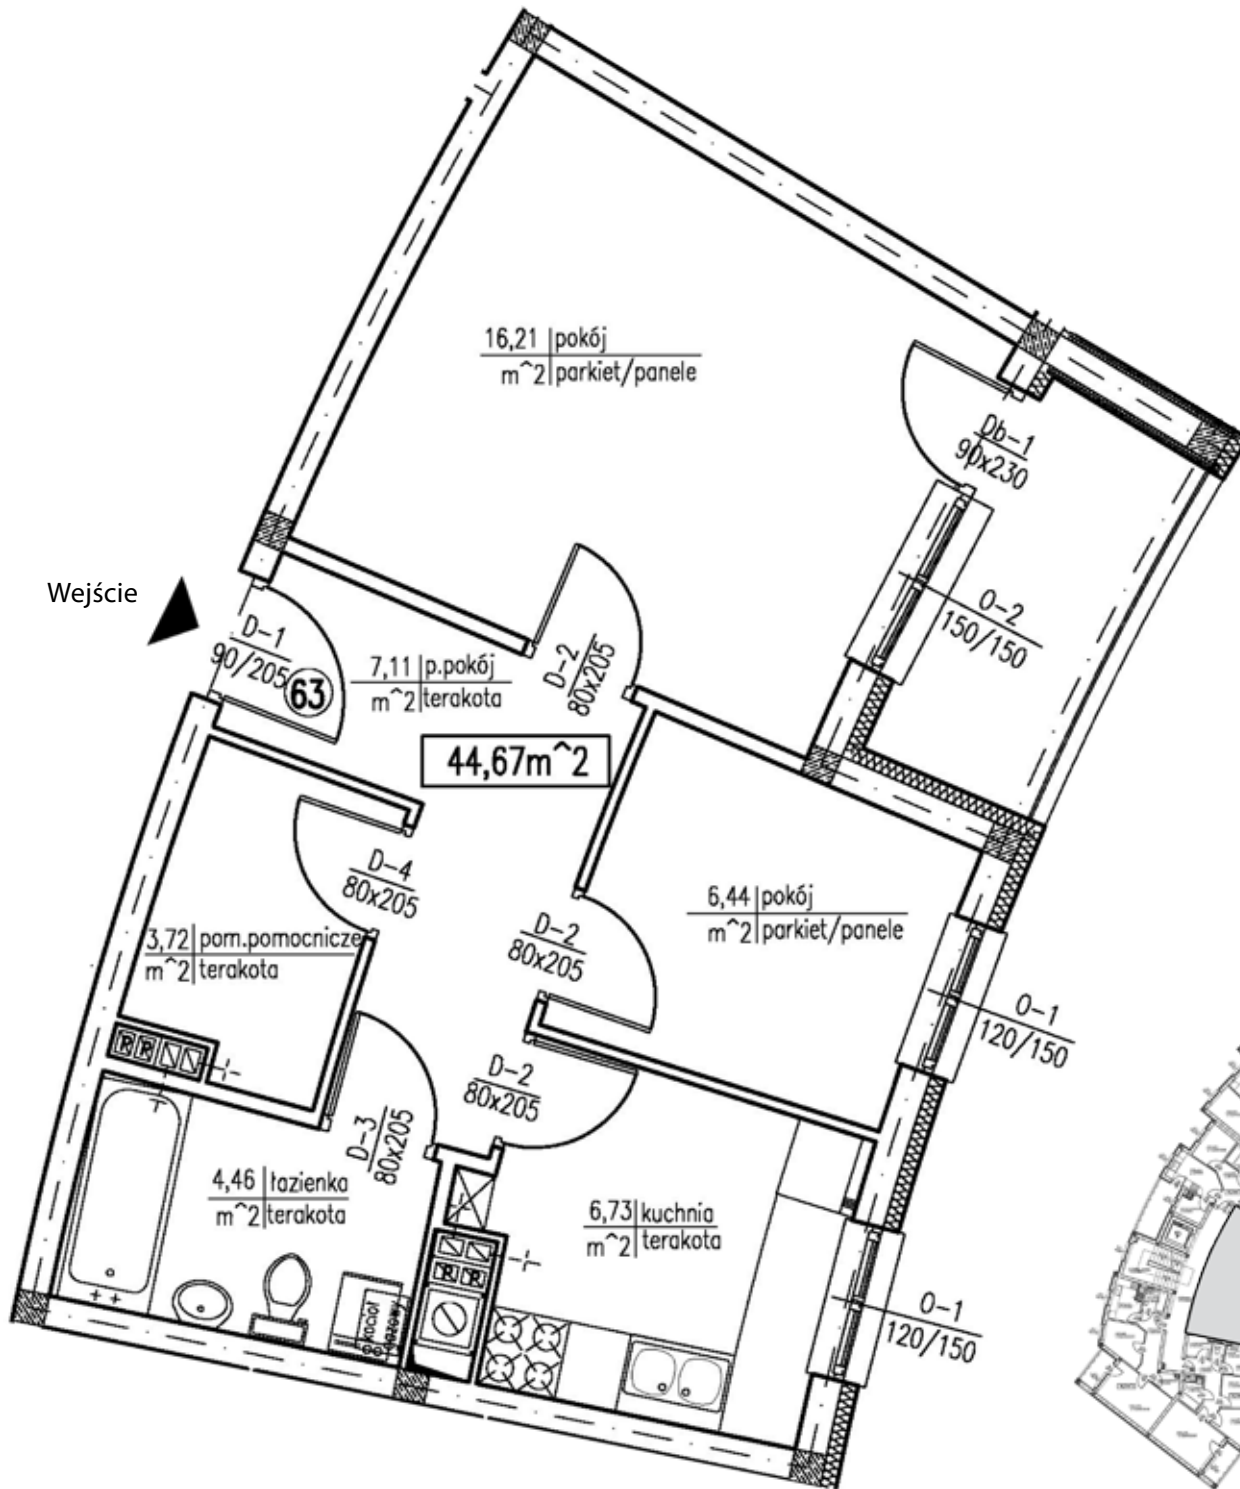 16,21 pokój
m^2 parkiet/panele
Db-1
90x230
Wejście
O-2
150/150
D-1
90/205
63
7,11 p.pokój
m^2 terakota
D-2
80x205
44,67m^2
D-4
80x205
6,44 pokój
m^2 parkiet/panele
3,72 pom.pomocnicze
m^2 terakota
D-2
80x205
O-1
120/150
R R
D-2
80x205
D-3
80x205
4,46 łazienka
m^2 terakota
6,73 kuchnia
m^2 terakota
R R
kocioł
gazowy
O-1
120/150